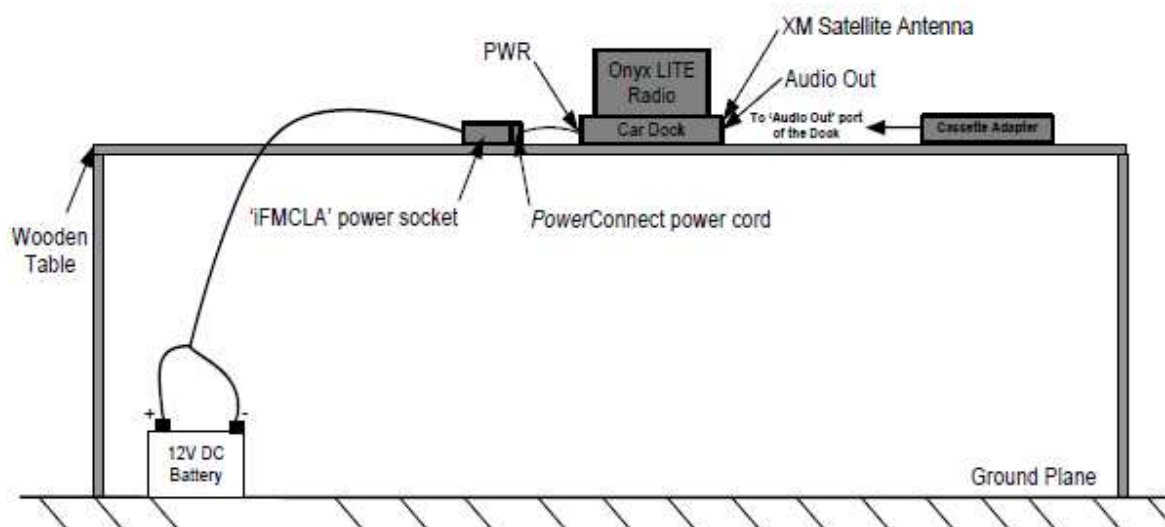 XM Satellite Antenna
PWR
Onyx LITE
Radio
Audio Out
Car Dock
To 'Audio Out' port
of the Dock
Cassette Adapter
'iFMCLA' power socket
PowerConnect power cord
Wooden
Table
+
-
12V DC
Battery
Ground Plane